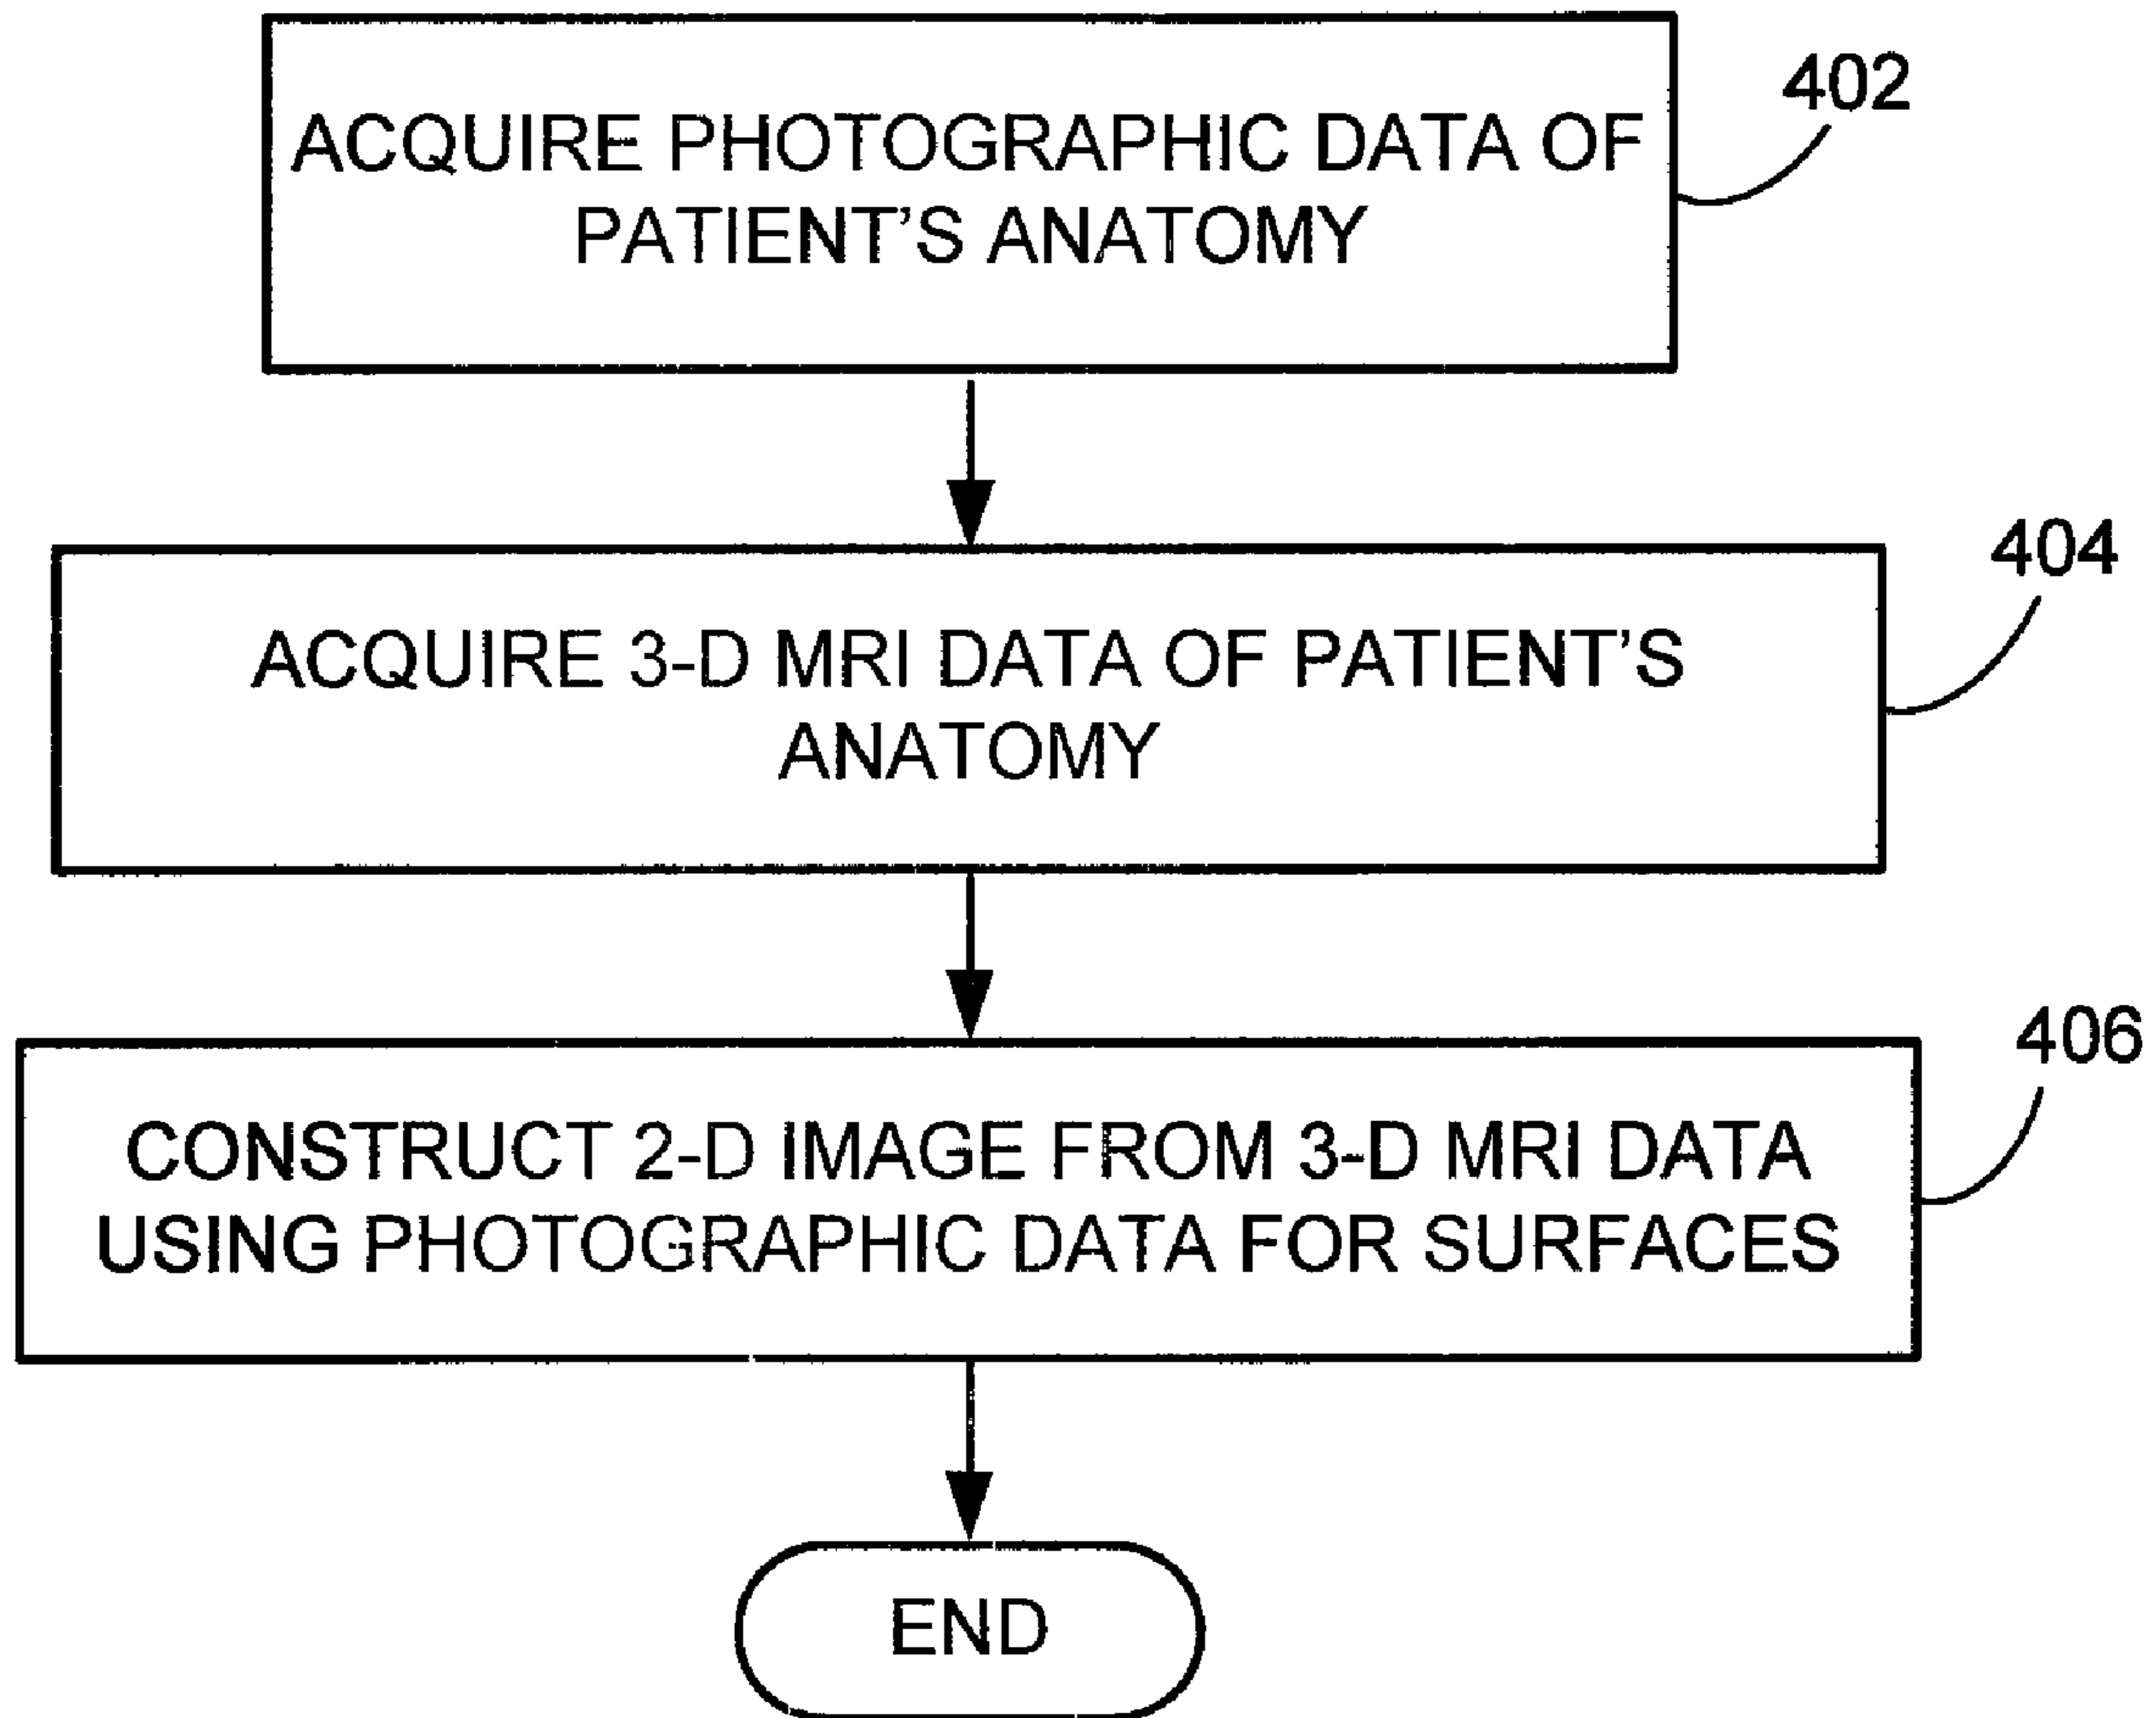 402
ACQUIRE PHOTOGRAPHIC DATA OF
PATIENT'S ANATOMY
404
ACQUIRE 3-D MRI DATA OF PATIENT'S
ANATOMY
406
CONSTRUCT 2-D IMAGE FROM 3-D MRI DATA
USING PHOTOGRAPHIC DATA FOR SURFACES
END